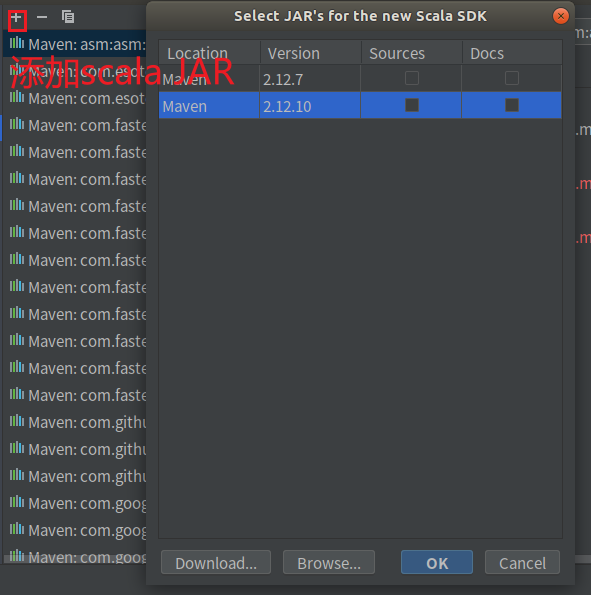 Select JAR's for the new Scala SDK
Maven: asm:asm:
Maven: com.esot
Maven: com.esot
Maven: com.faste
Maven: com.faste
Maven: com.faste
Maven: com.faste
Maven: com.faste
Maven: com.faste
Maven: com.faste
Maven: com.faste
Maven: com.faste
Maven: com.faste
Maven: com.faste
Maven: com.githu
Maven: com.githu
Maven: com.githu
Maven: com.goog
Maven: com.goog
Maven: com.goog
添加scala JAR
Location Version Sources Docs
Maven 2.12.7
Maven 2.12.10
Download... Browse... OK Cancel
m:a
.m
.m
.m